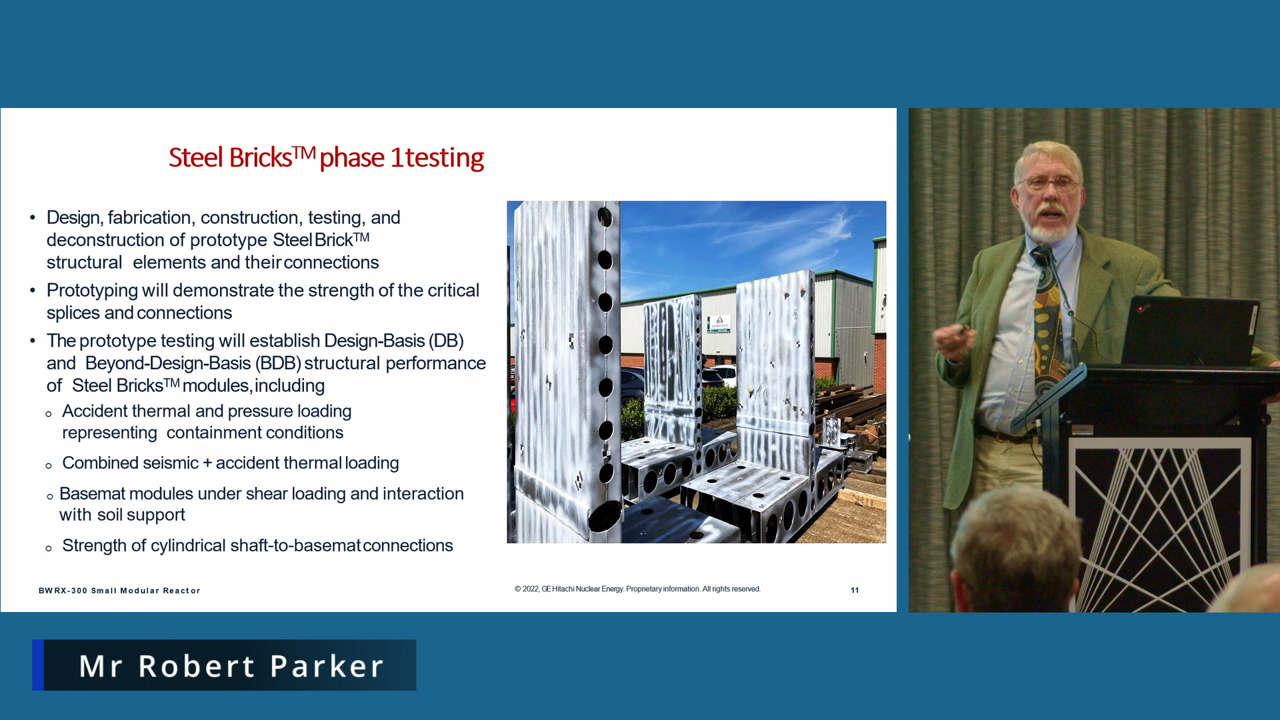 Steel Bricks™ phase 1testing
• Design, fabrication, construction, testing, and
deconstruction of prototype SteelBrick™
structural elements and theirconnections
• Prototyping will demonstrate the strength of the critical
splices and connections
• The prototype testing will establish Design-Basis (DB)
and Beyond-Design-Basis (BDB) structural performance
of Steel Bricks™ modules,including
o Accident thermal and pressure loading
representing containment conditions
o Combined seismic + accident thermal loading
o Basemat modules under shear loading and interaction
with soil support
o Strength of cylindrical shaft-to-basemat connections
BWRX-300 Small Modular Reactor
© 2022, GE Hitachi Nuclear Energy. Proprietary information. All rights reserved.
11
Mr Robert Parker